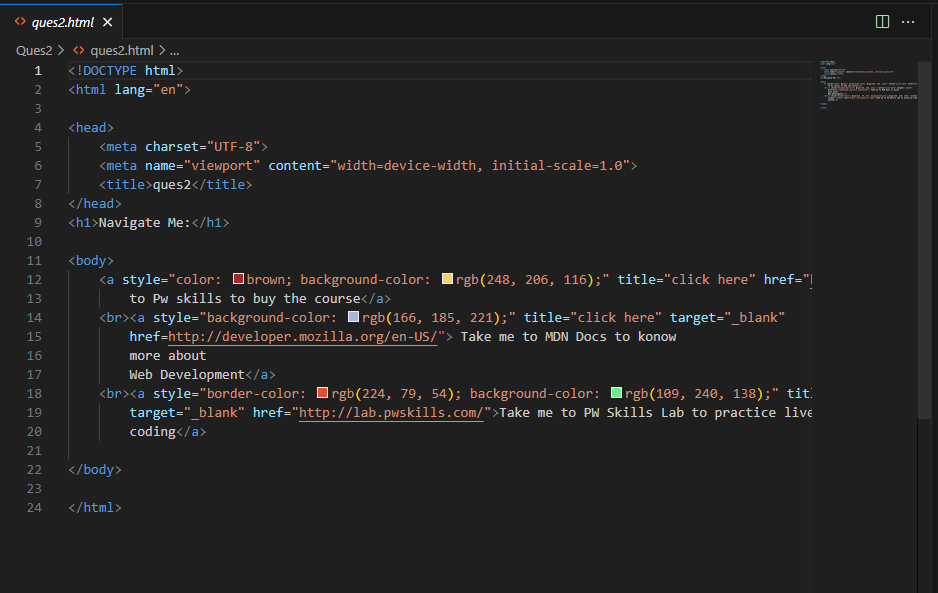 ques2.html
Ques2 > ques2.html > ...
1 <!DOCTYPE html>
2 <html lang="en">
3
4 <head>
5 <meta charset="UTF-8">
6 <meta name="viewport" content="width=device-width, initial-scale=1.0">
7 <title>ques2</title>
8 </head>
9 <h1>Navigate Me:</h1>
10
11 <body>
12 <a style="color: brown; background-color: rgb(248, 206, 116);" title="click here" href="
13 to Pw skills to buy the course</a>
14 <br><a style="background-color: rgb(166, 185, 221);" title="click here" target="_blank"
15 href=http://developer.mozilla.org/en-US/"> Take me to MDN Docs to konow
16 more about
17 Web Development</a>
18 <br><a style="border-color: rgb(224, 79, 54); background-color: rgb(109, 240, 138);" tit
19 target="_blank" href="http://lab.pwskills.com/">Take me to PW Skills Lab to practice live
20 coding</a>
21
22 </body>
23
24 </html>